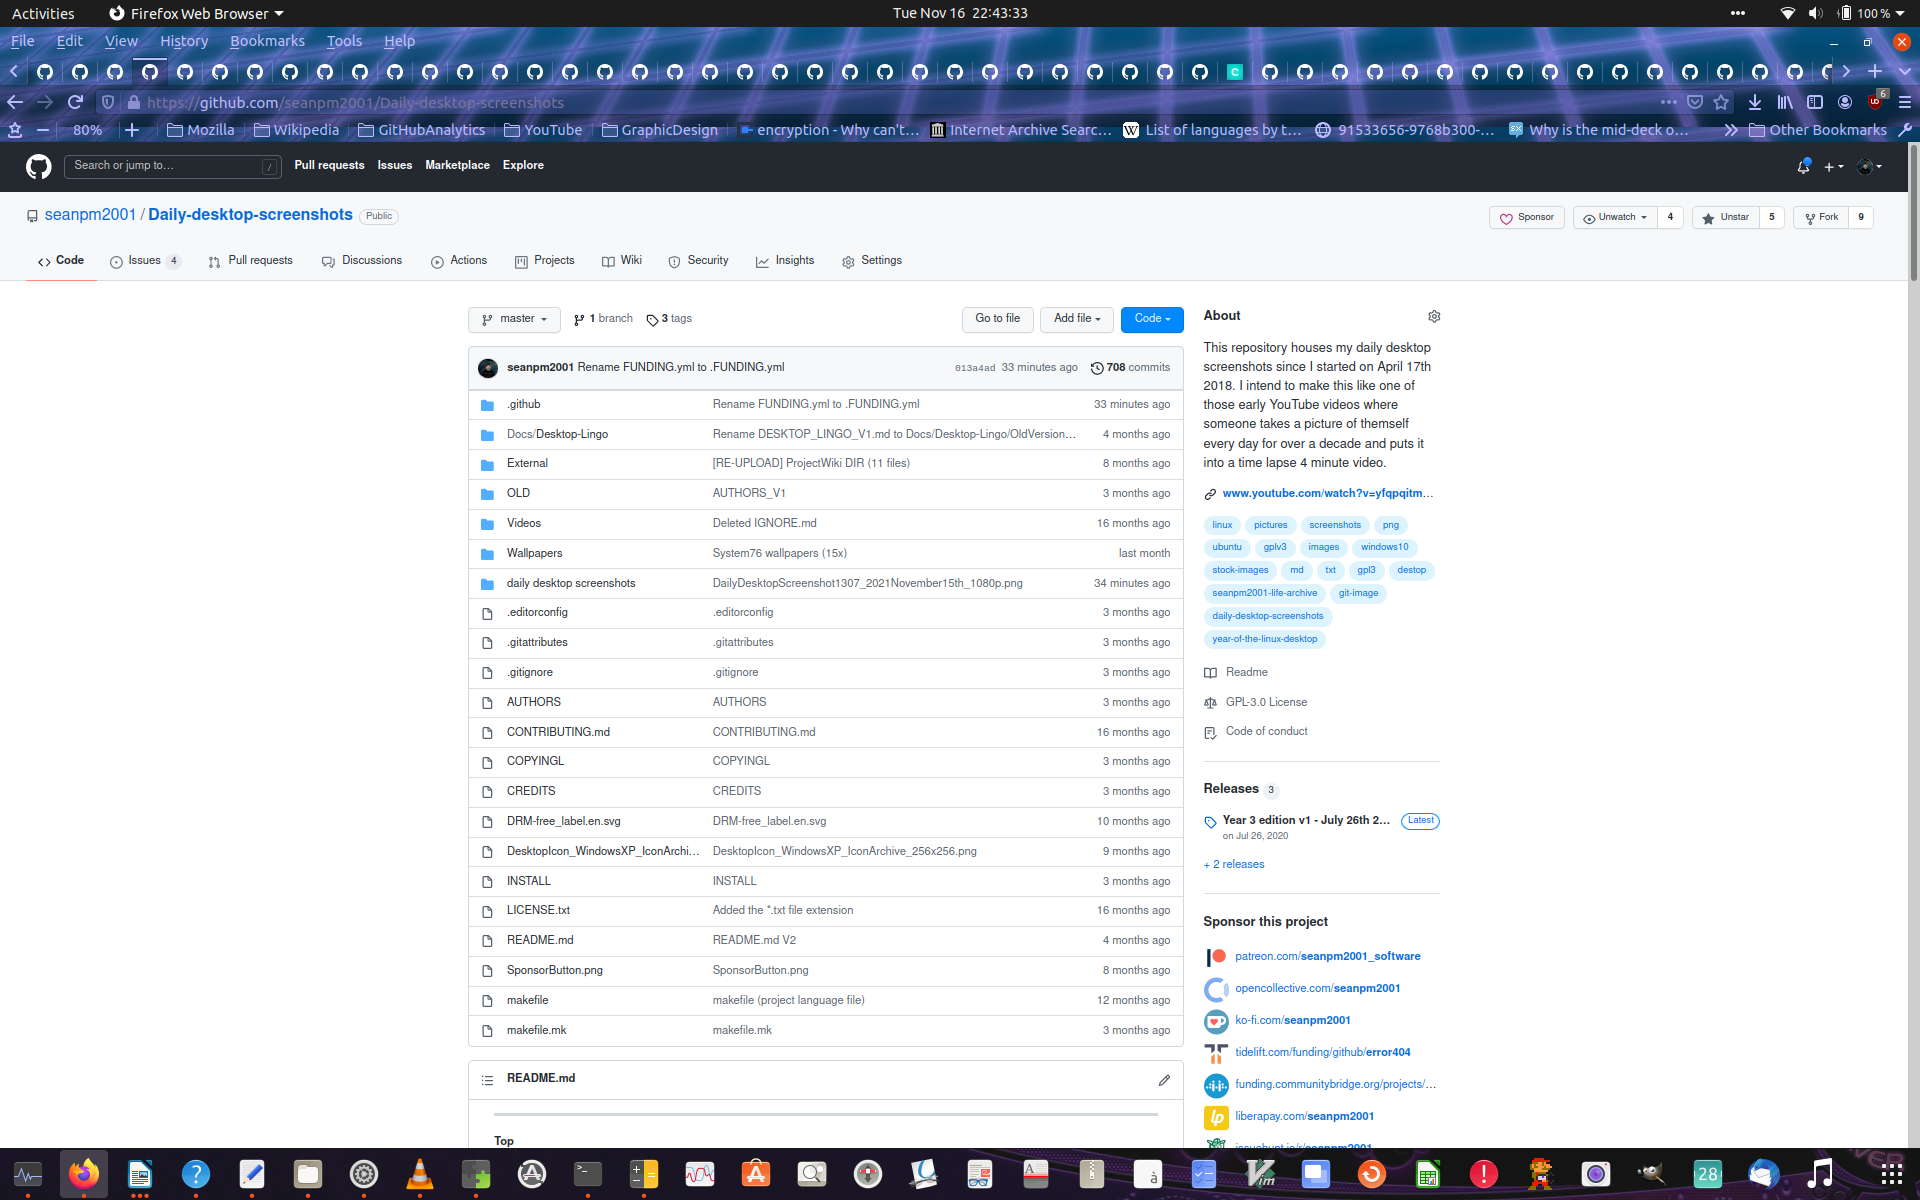 Activities Firefox Web Browser Tue Nov 16 22:43:33 100 %
File Edit View History Bookmarks Tools Help
https://github.com/seanpm2001/Daily-desktop-screenshots 6
80% Mozilla Wikipedia GitHubAnalytics YouTube GraphicDesign encryption - Why can't… Internet Archive Searc… List of languages by t… 91533656-9768b300-… Why is the mid-deck o… Other Bookmarks
Search or jump to… / Pull requests Issues Marketplace Explore
seanpm2001 / Daily-desktop-screenshots Public Sponsor Unwatch 4 Unstar 5 Fork 9
Code Issues 4 Pull requests Discussions Actions Projects Wiki Security Insights Settings
master 1 branch 3 tags Go to file Add file Code
seanpm2001 Rename FUNDING.yml to .FUNDING.yml 013a4ad 33 minutes ago 708 commits
.github Rename FUNDING.yml to .FUNDING.yml 33 minutes ago
Docs/Desktop-Lingo Rename DESKTOP_LINGO_V1.md to Docs/Desktop-Lingo/OldVersion… 4 months ago
External [RE-UPLOAD] ProjectWiki DIR (11 files) 8 months ago
OLD AUTHORS_V1 3 months ago
Videos Deleted IGNORE.md 16 months ago
Wallpapers System76 wallpapers (15x) last month
daily desktop screenshots DailyDesktopScreenshot1307_2021November15th_1080p.png 34 minutes ago
.editorconfig .editorconfig 3 months ago
.gitattributes .gitattributes 3 months ago
.gitignore .gitignore 3 months ago
AUTHORS AUTHORS 3 months ago
CONTRIBUTING.md CONTRIBUTING.md 16 months ago
COPYINGL COPYINGL 3 months ago
CREDITS CREDITS 3 months ago
DRM-free_label.en.svg DRM-free_label.en.svg 10 months ago
DesktopIcon_WindowsXP_IconArchi… DesktopIcon_WindowsXP_IconArchive_256x256.png 9 months ago
INSTALL INSTALL 3 months ago
LICENSE.txt Added the *.txt file extension 16 months ago
README.md README.md V2 4 months ago
SponsorButton.png SponsorButton.png 8 months ago
makefile makefile (project language file) 12 months ago
makefile.mk makefile.mk 3 months ago
README.md
Top
About
This repository houses my daily desktop
screenshots since I started on April 17th
2018. I intend to make this like one of
those early YouTube videos where
someone takes a picture of themself
every day for over a decade and puts it
into a time lapse 4 minute video.
www.youtube.com/watch?v=yfqpqitm…
linux pictures screenshots png
ubuntu gplv3 images windows10
stock-images md txt gpl3 destop
seanpm2001-life-archive git-image
daily-desktop-screenshots
year-of-the-linux-desktop
Readme
GPL-3.0 License
Code of conduct
Releases 3
Year 3 edition v1 - July 26th 2… Latest
on Jul 26, 2020
+ 2 releases
Sponsor this project
patreon.com/seanpm2001_software
opencollective.com/seanpm2001
ko-fi.com/seanpm2001
tidelift.com/funding/github/error404
funding.communitybridge.org/projects/…
liberapay.com/seanpm2001
issuehunt.io/r/seanpm2001
28